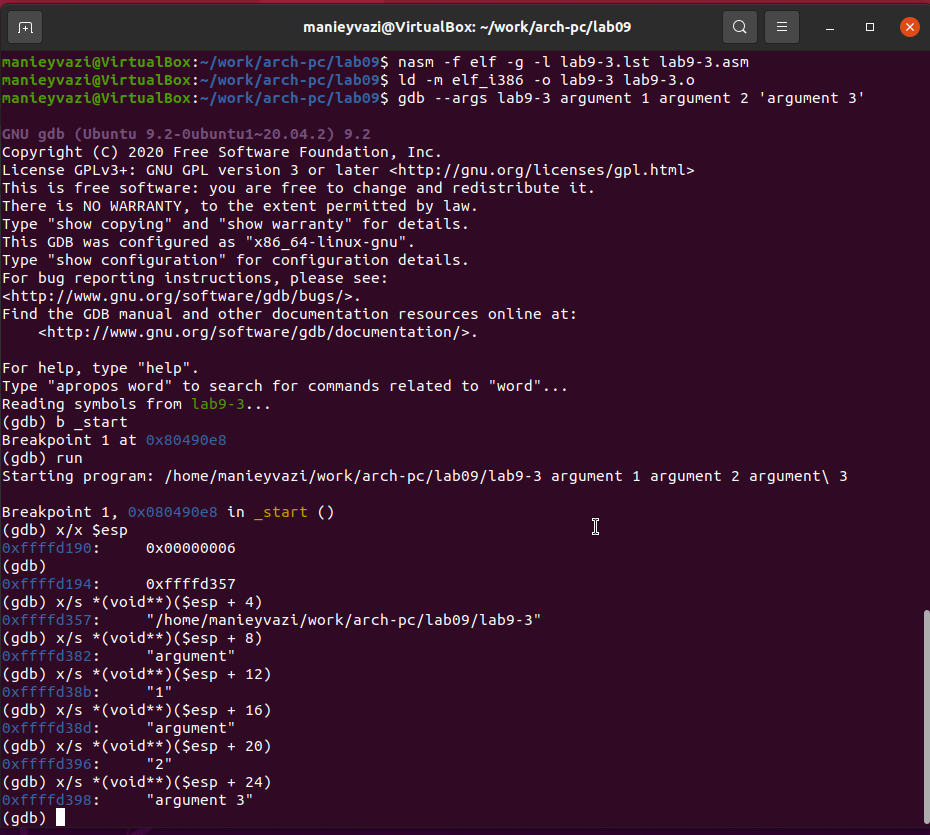 manieyvazi@VirtualBox: ~/work/arch-pc/lab09
manieyvazi@VirtualBox:~/work/arch-pc/lab09$ nasm -f elf -g -l lab9-3.lst lab9-3.asm
manieyvazi@VirtualBox:~/work/arch-pc/lab09$ ld -m elf_i386 -o lab9-3 lab9-3.o
manieyvazi@VirtualBox:~/work/arch-pc/lab09$ gdb --args lab9-3 argument 1 argument 2 'argument 3'
GNU gdb (Ubuntu 9.2-0ubuntu1~20.04.2) 9.2
Copyright (C) 2020 Free Software Foundation, Inc.
License GPLv3+: GNU GPL version 3 or later <http://gnu.org/licenses/gpl.html>
This is free software: you are free to change and redistribute it.
There is NO WARRANTY, to the extent permitted by law.
Type "show copying" and "show warranty" for details.
This GDB was configured as "x86_64-linux-gnu".
Type "show configuration" for configuration details.
For bug reporting instructions, please see:
<http://www.gnu.org/software/gdb/bugs/>.
Find the GDB manual and other documentation resources online at:
    <http://www.gnu.org/software/gdb/documentation/>.
For help, type "help".
Type "apropos word" to search for commands related to "word"...
Reading symbols from lab9-3...
(gdb) b _start
Breakpoint 1 at 0x80490e8
(gdb) run
Starting program: /home/manieyvazi/work/arch-pc/lab09/lab9-3 argument 1 argument 2 argument\ 3
Breakpoint 1, 0x080490e8 in _start ()
(gdb) x/x $esp
0xffffd190:     0x00000006
(gdb)
0xffffd194:     0xffffd357
(gdb) x/s *(void**)($esp + 4)
0xffffd357:     "/home/manieyvazi/work/arch-pc/lab09/lab9-3"
(gdb) x/s *(void**)($esp + 8)
0xffffd382:     "argument"
(gdb) x/s *(void**)($esp + 12)
0xffffd38b:     "1"
(gdb) x/s *(void**)($esp + 16)
0xffffd38d:     "argument"
(gdb) x/s *(void**)($esp + 20)
0xffffd396:     "2"
(gdb) x/s *(void**)($esp + 24)
0xffffd398:     "argument 3"
(gdb)